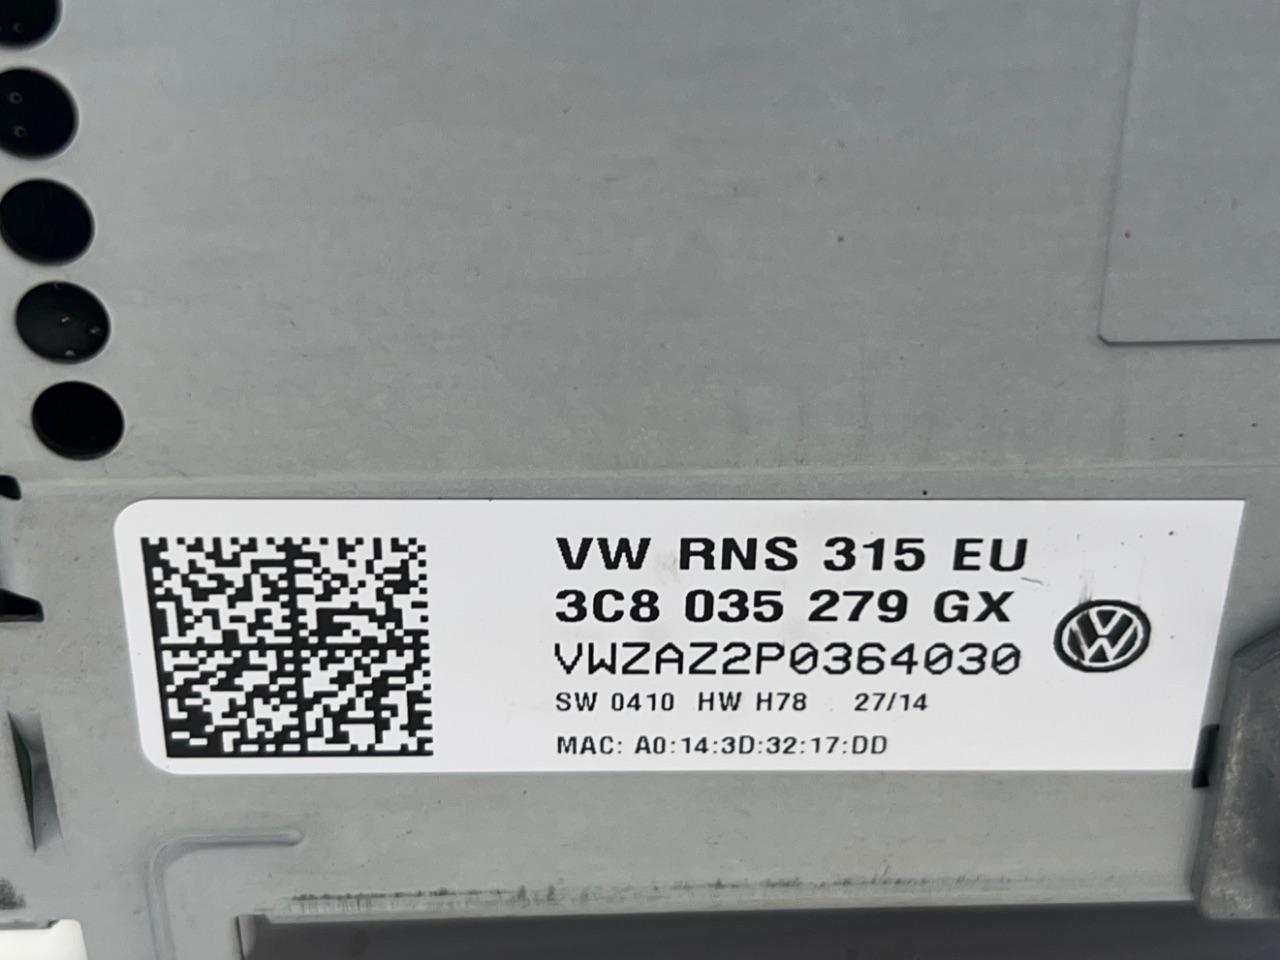 VW RNS 315 EU
3C8 035 279 GX
VWZAZ2P0364030
SW 0410 HW H78 27/14
MAC: A0:14:3D:32:17:DD